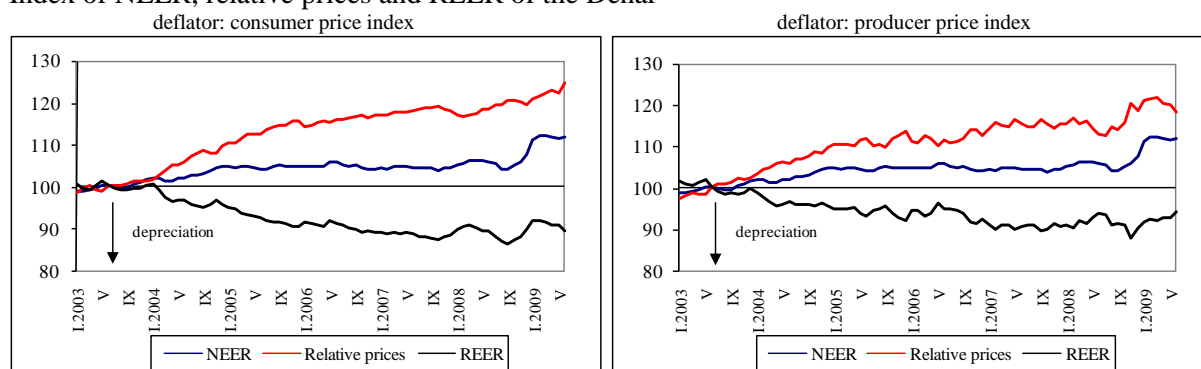 Index of NEER, relative prices and REER of the Denar
deflator: consumer price index
130
120
110
100
90
80
depreciation
I.2003 V IX I.2004 V IX I.2005 V IX I.2006 V IX I.2007 V IX I.2008 V IX I.2009 V
NEER Relative prices REER
deflator: producer price index
130
120
110
100
90
80
depreciation
I.2003 V IX I.2004 V IX I.2005 V IX I.2006 V IX I.2007 V IX I.2008 V IX I.2009 V
NEER Relative prices REER